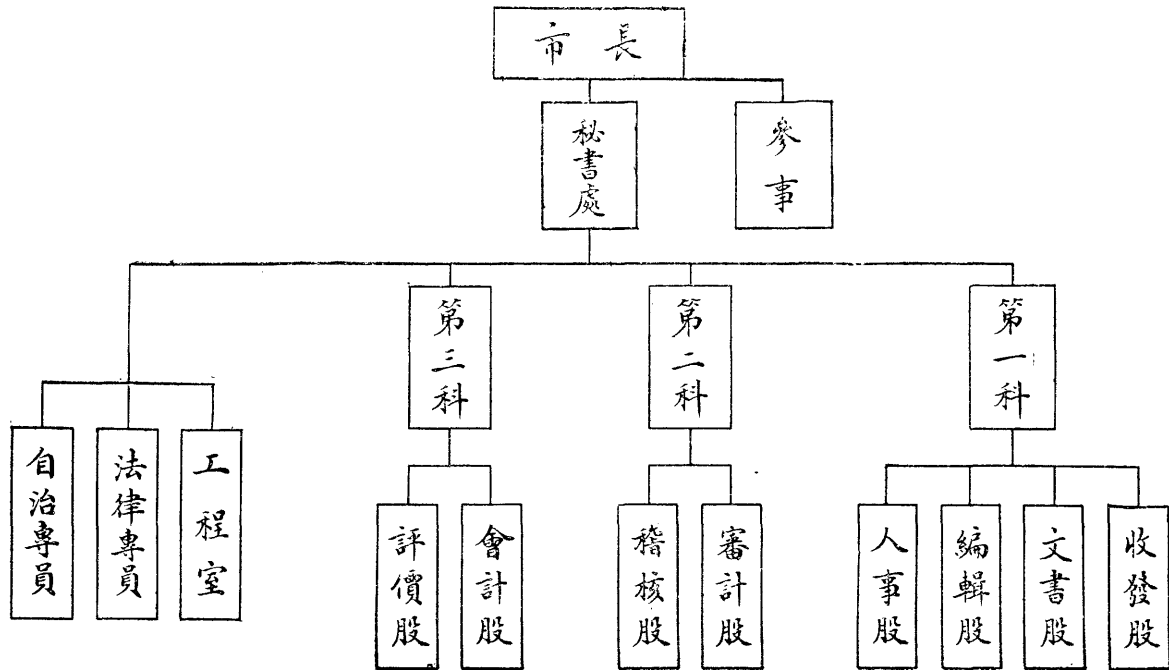 市長
參事
秘書處
第一科
第二科
第三科
收發股
文書股
編輯股
人事股
審計股
稽核股
會計股
評價股
工程室
法律專員
自治專員